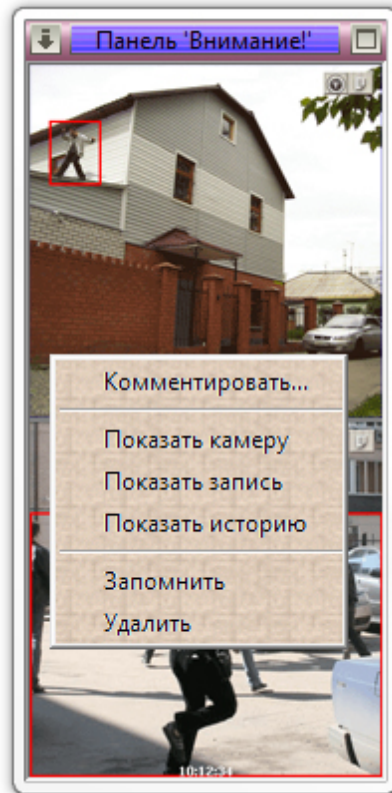 Панель 'Внимание!'
Комментировать...
Показать камеру
Показать запись
Показать историю
Запомнить
Удалить
10:12:34